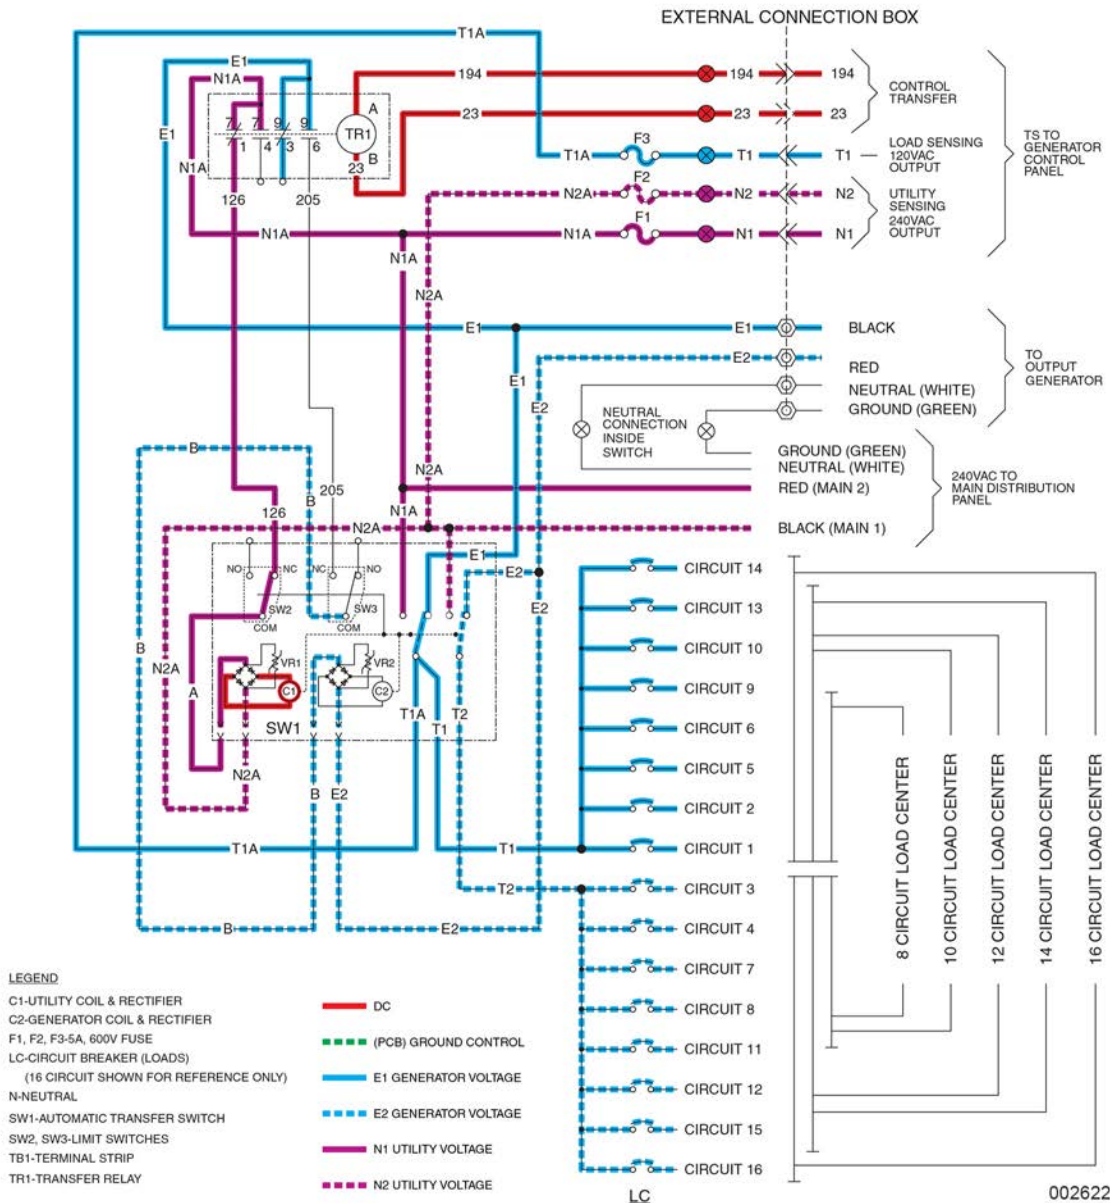 EXTERNAL CONNECTION BOX
T1A
E1
N1A
194
194
194
CONTROL
TRANSFER
A
7
7
9
9
TR1
1
4
3
6
B
23
23
23
23
E1
N1A
F3
T1A
T1
T1
LOAD SENSING
120VAC
OUTPUT
TS TO
GENERATOR
CONTROL
PANEL
126
205
F2
N2A
N2
N2
UTILITY
SENSING
240VAC
OUTPUT
F1
N1A
N1A
N1
N1
N1A
N2A
E1
E1
BLACK
E2
RED
TO
OUTPUT
GENERATOR
E1
E2
NEUTRAL (WHITE)
GROUND (GREEN)
NEUTRAL
CONNECTION
INSIDE
SWITCH
B
GROUND (GREEN)
NEUTRAL (WHITE)
N2A
RED (MAIN 2)
240VAC TO
MAIN DISTRIBUTION
PANEL
205
B
126
N1A
N2A
BLACK (MAIN 1)
E1
NO
NC
NC
NO
E2
SW2
SW3
COM
COM
E2
B
N2A
A
VR1
VR2
C1
C2
T1A
T1
T2
SW1
N2A
B
E2
T1A
T1
T2
B
E2
CIRCUIT 14
CIRCUIT 13
CIRCUIT 10
CIRCUIT 9
CIRCUIT 6
CIRCUIT 5
CIRCUIT 2
CIRCUIT 1
CIRCUIT 3
CIRCUIT 4
CIRCUIT 7
CIRCUIT 8
CIRCUIT 11
CIRCUIT 12
CIRCUIT 15
CIRCUIT 16
LC
8 CIRCUIT LOAD CENTER
10 CIRCUIT LOAD CENTER
12 CIRCUIT LOAD CENTER
14 CIRCUIT LOAD CENTER
16 CIRCUIT LOAD CENTER
LEGEND
C1-UTILITY COIL & RECTIFIER
C2-GENERATOR COIL & RECTIFIER
F1, F2, F3-5A, 600V FUSE
LC-CIRCUIT BREAKER (LOADS)
(16 CIRCUIT SHOWN FOR REFERENCE ONLY)
N-NEUTRAL
SW1-AUTOMATIC TRANSFER SWITCH
SW2, SW3-LIMIT SWITCHES
TB1-TERMINAL STRIP
TR1-TRANSFER RELAY
DC
(PCB) GROUND CONTROL
E1 GENERATOR VOLTAGE
E2 GENERATOR VOLTAGE
N1 UTILITY VOLTAGE
N2 UTILITY VOLTAGE
002622